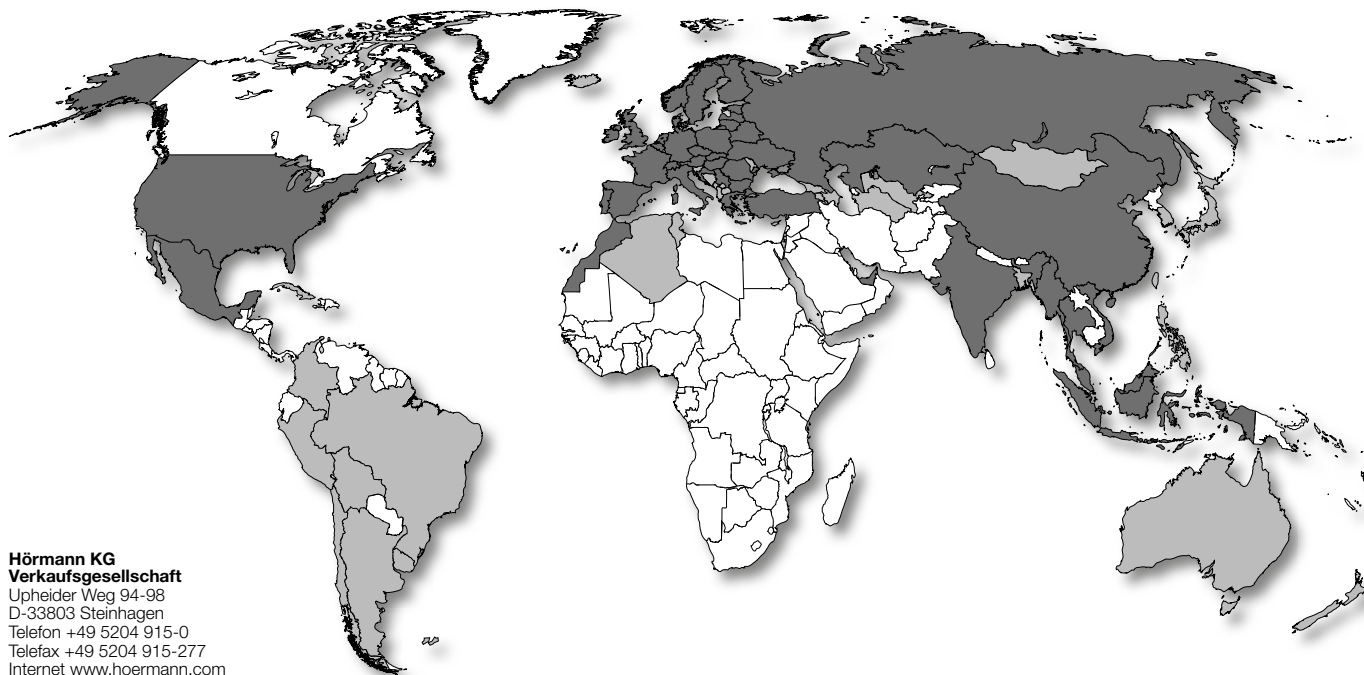 Hörmann KG
Verkaufsgesellschaft
Upheider Weg 94-98
D-33803 Steinhagen
Telefon +49 5204 915-0
Telefax +49 5204 915-277
Internet www.hoermann.com